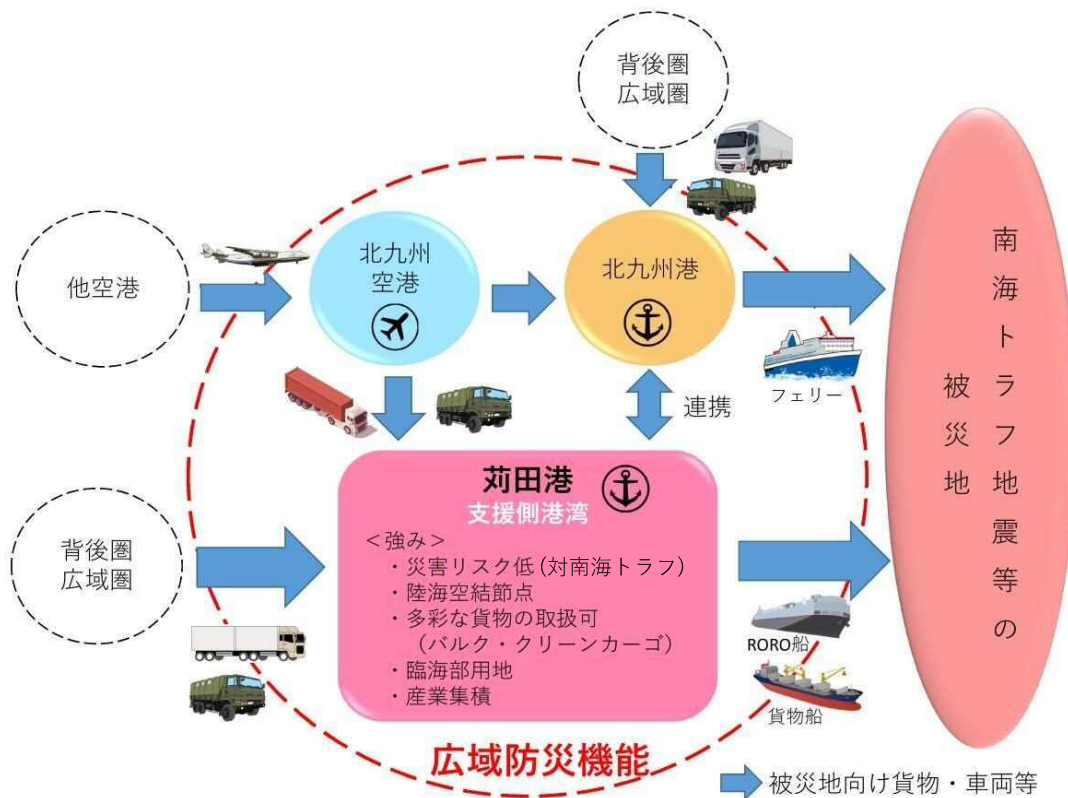 背後圏
広域圏
他空港
北九州
空港
北九州港
フェリー
連携
南海トラフ地震等の
被災地
苅田港
支援側港湾
＜強み＞
・災害リスク低(対南海トラフ)
・陸海空結節点
・多彩な貨物の取扱可
（バルク・クリーンカーゴ）
・臨海部用地
・産業集積
背後圏
広域圏
RORO船
貨物船
広域防災機能
被災地向け貨物・車両等